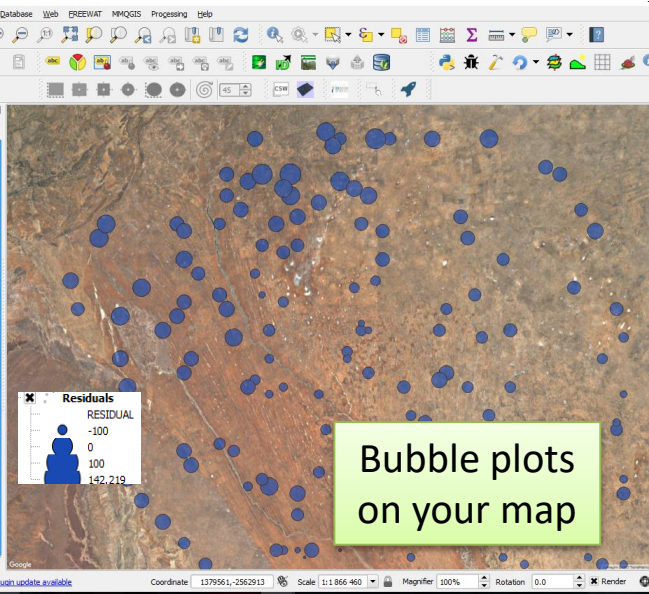 Database Web FREEWAT MMQGIS Processing Help
abc
45
CSW
Residuals
RESIDUAL
-100
0
100
142.219
Bubble plots
on your map
Google
Coordinate 1379561,-2562913 Scale 1:1 866 460 Magnifier 100% Rotation 0.0 Render
update available